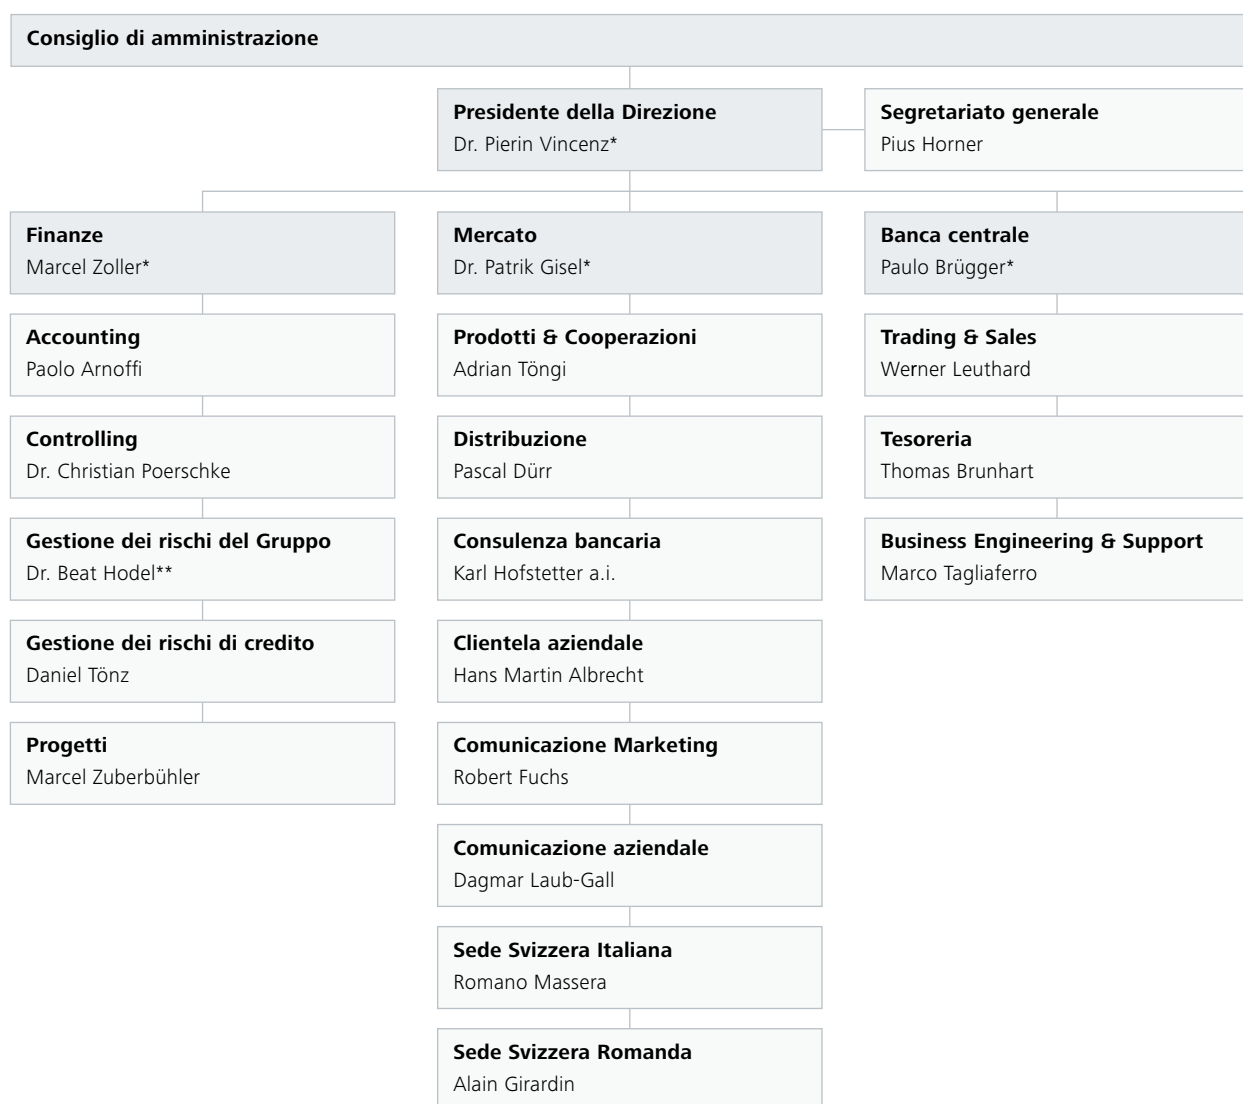 Consiglio di amministrazione
Presidente della Direzione
Dr. Pierin Vincenz*
Segretariato generale
Pius Horner
Finanze
Marcel Zoller*
Accounting
Paolo Arnoffi
Controlling
Dr. Christian Poerschke
Gestione dei rischi del Gruppo
Dr. Beat Hodel**
Gestione dei rischi di credito
Daniel Tönz
Progetti
Marcel Zuberbühler
Mercato
Dr. Patrik Gisel*
Prodotti & Cooperazioni
Adrian Töngi
Distribuzione
Pascal Dürr
Consulenza bancaria
Karl Hofstetter a.i.
Clientela aziendale
Hans Martin Albrecht
Comunicazione Marketing
Robert Fuchs
Comunicazione aziendale
Dagmar Laub-Gall
Sede Svizzera Italiana
Romano Massera
Sede Svizzera Romanda
Alain Girardin
Banca centrale
Paulo Brügger*
Trading & Sales
Werner Leuthard
Tesoreria
Thomas Brunhart
Business Engineering & Support
Marco Tagliaferro